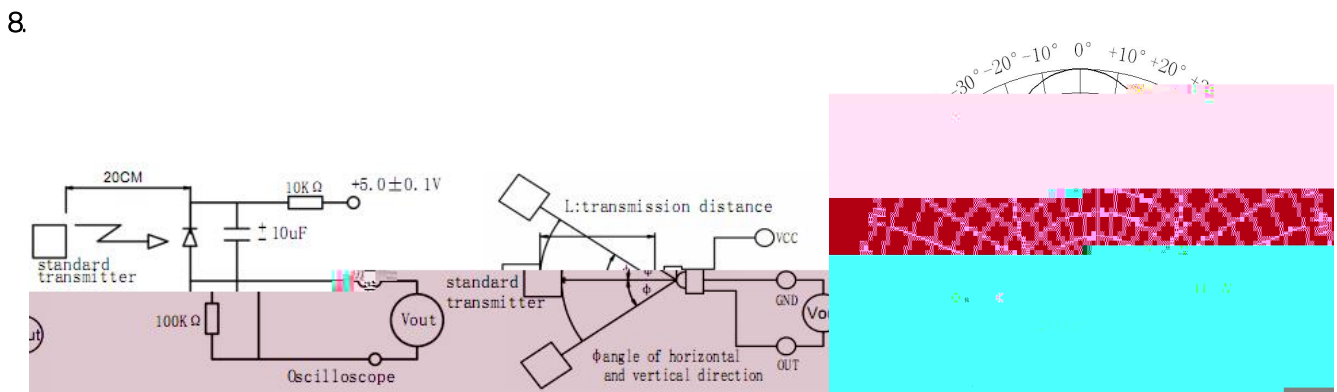 8.
-30° -20° -10° 0° +10° +20°
20CM
10KΩ
+5.0±0.1V
10uF
standard
transmitter
100KΩ
Vout
Oscilloscope
L:transmission distance
VCC
standard
transmitter
ϕ
GND
OUT
ϕangle of horizontal
and vertical direction